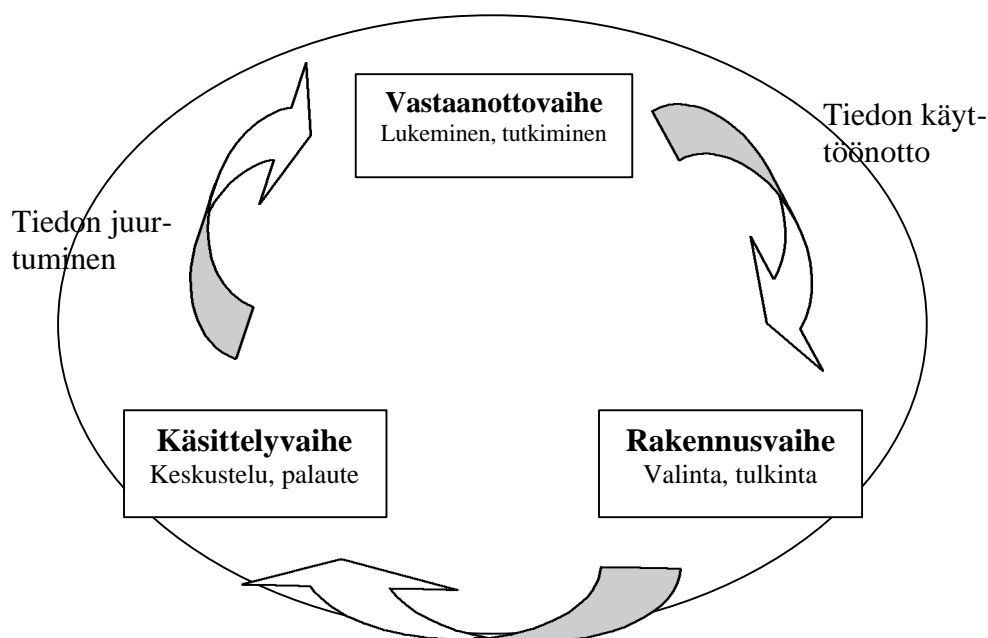 Vastaanottovaihe
Lukeminen, tutkiminen
Tiedon käyt-
töönotto
Tiedon juur-
tuminen
Käsittelyvaihe
Keskustelu, palaute
Rakennusvaihe
Valinta, tulkinta